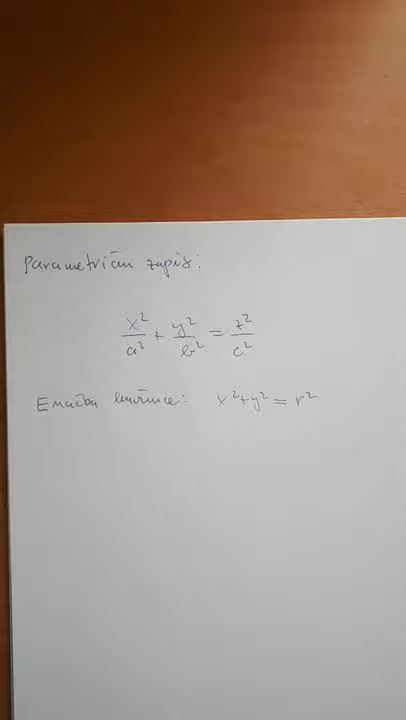 Parametričen zapis:
x²/a² + y²/b² = z²/c²
Enačba krožnice: x²+y² = r²